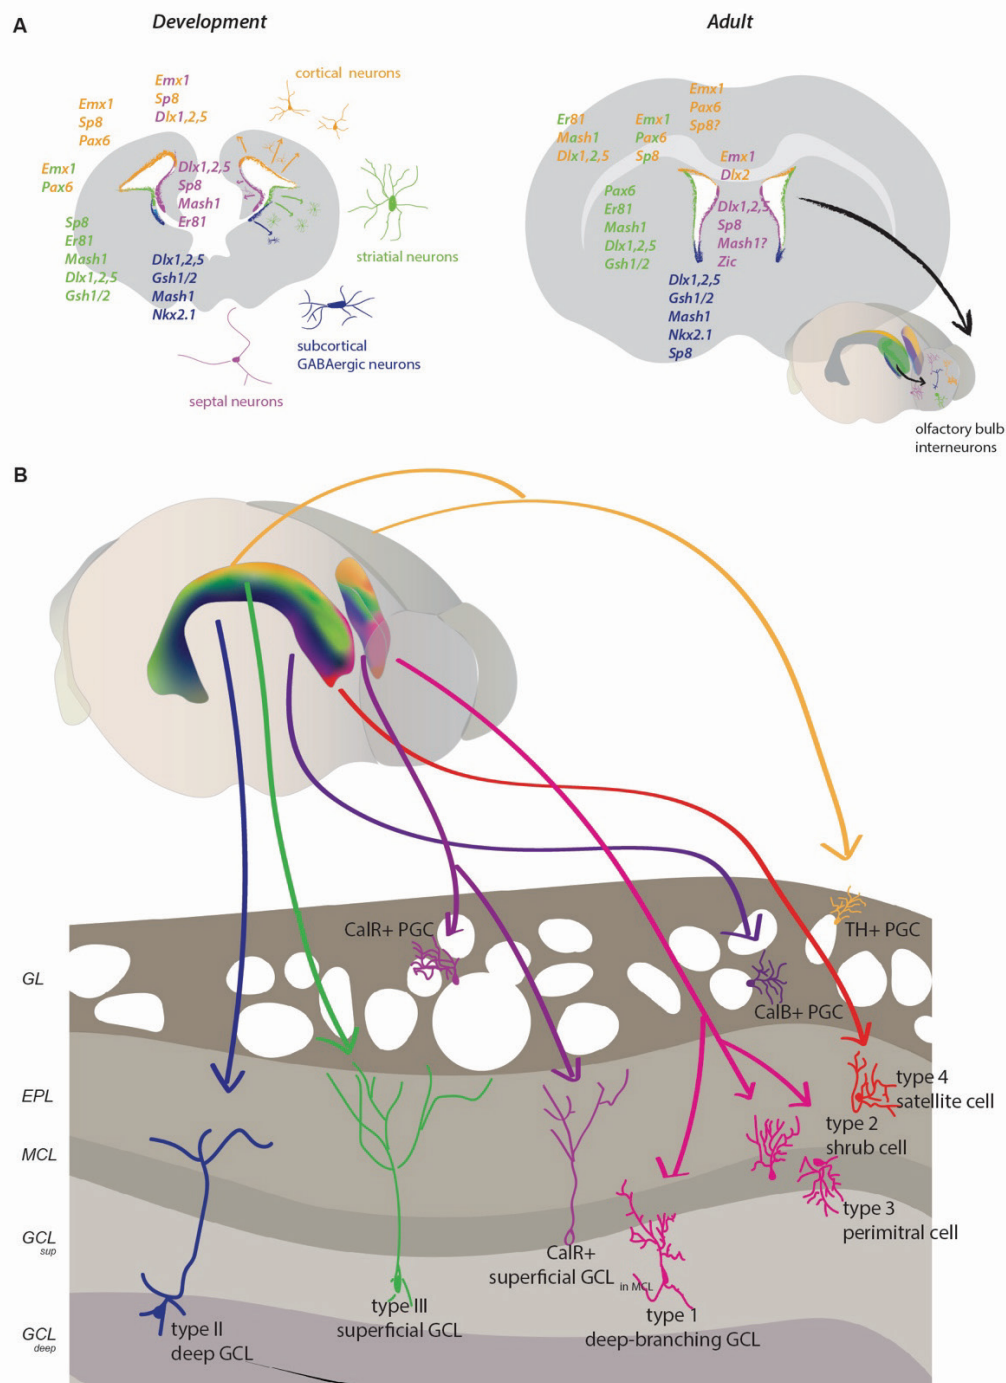 A
Development
Adult
Emx1
Sp8
Dlx1,2,5
cortical neurons
Emx1
Sp8
Pax6
Emx1
Pax6
Dlx1,2,5
Sp8
Mash1
Er81
Sp8
Er81
Mash1
Dlx1,2,5
Gsh1/2
Dlx1,2,5
Gsh1/2
Mash1
Nkx2.1
striatial neurons
subcortical
GABAergic neurons
septal neurons
Emx1
Pax6
Sp8?
Er81
Mash1
Dlx1,2,5
Emx1
Pax6
Sp8
Emx1
Dlx2
Pax6
Er81
Mash1
Dlx1,2,5
Gsh1/2
Dlx1,2,5
Sp8
Mash1?
Zic
Dlx1,2,5
Gsh1/2
Mash1
Nkx2.1
Sp8
olfactory bulb
interneurons
B
CalR+ PGC
TH+ PGC
GL
CalB+ PGC
EPL
type 4
satellite cell
type 2
shrub cell
MCL
type 3
perimitral cell
GCL
sup
CalR+
superficial GCL
in MCL
type III
superficial GCL
type 1
deep-branching GCL
type II
deep GCL
GCL
deep